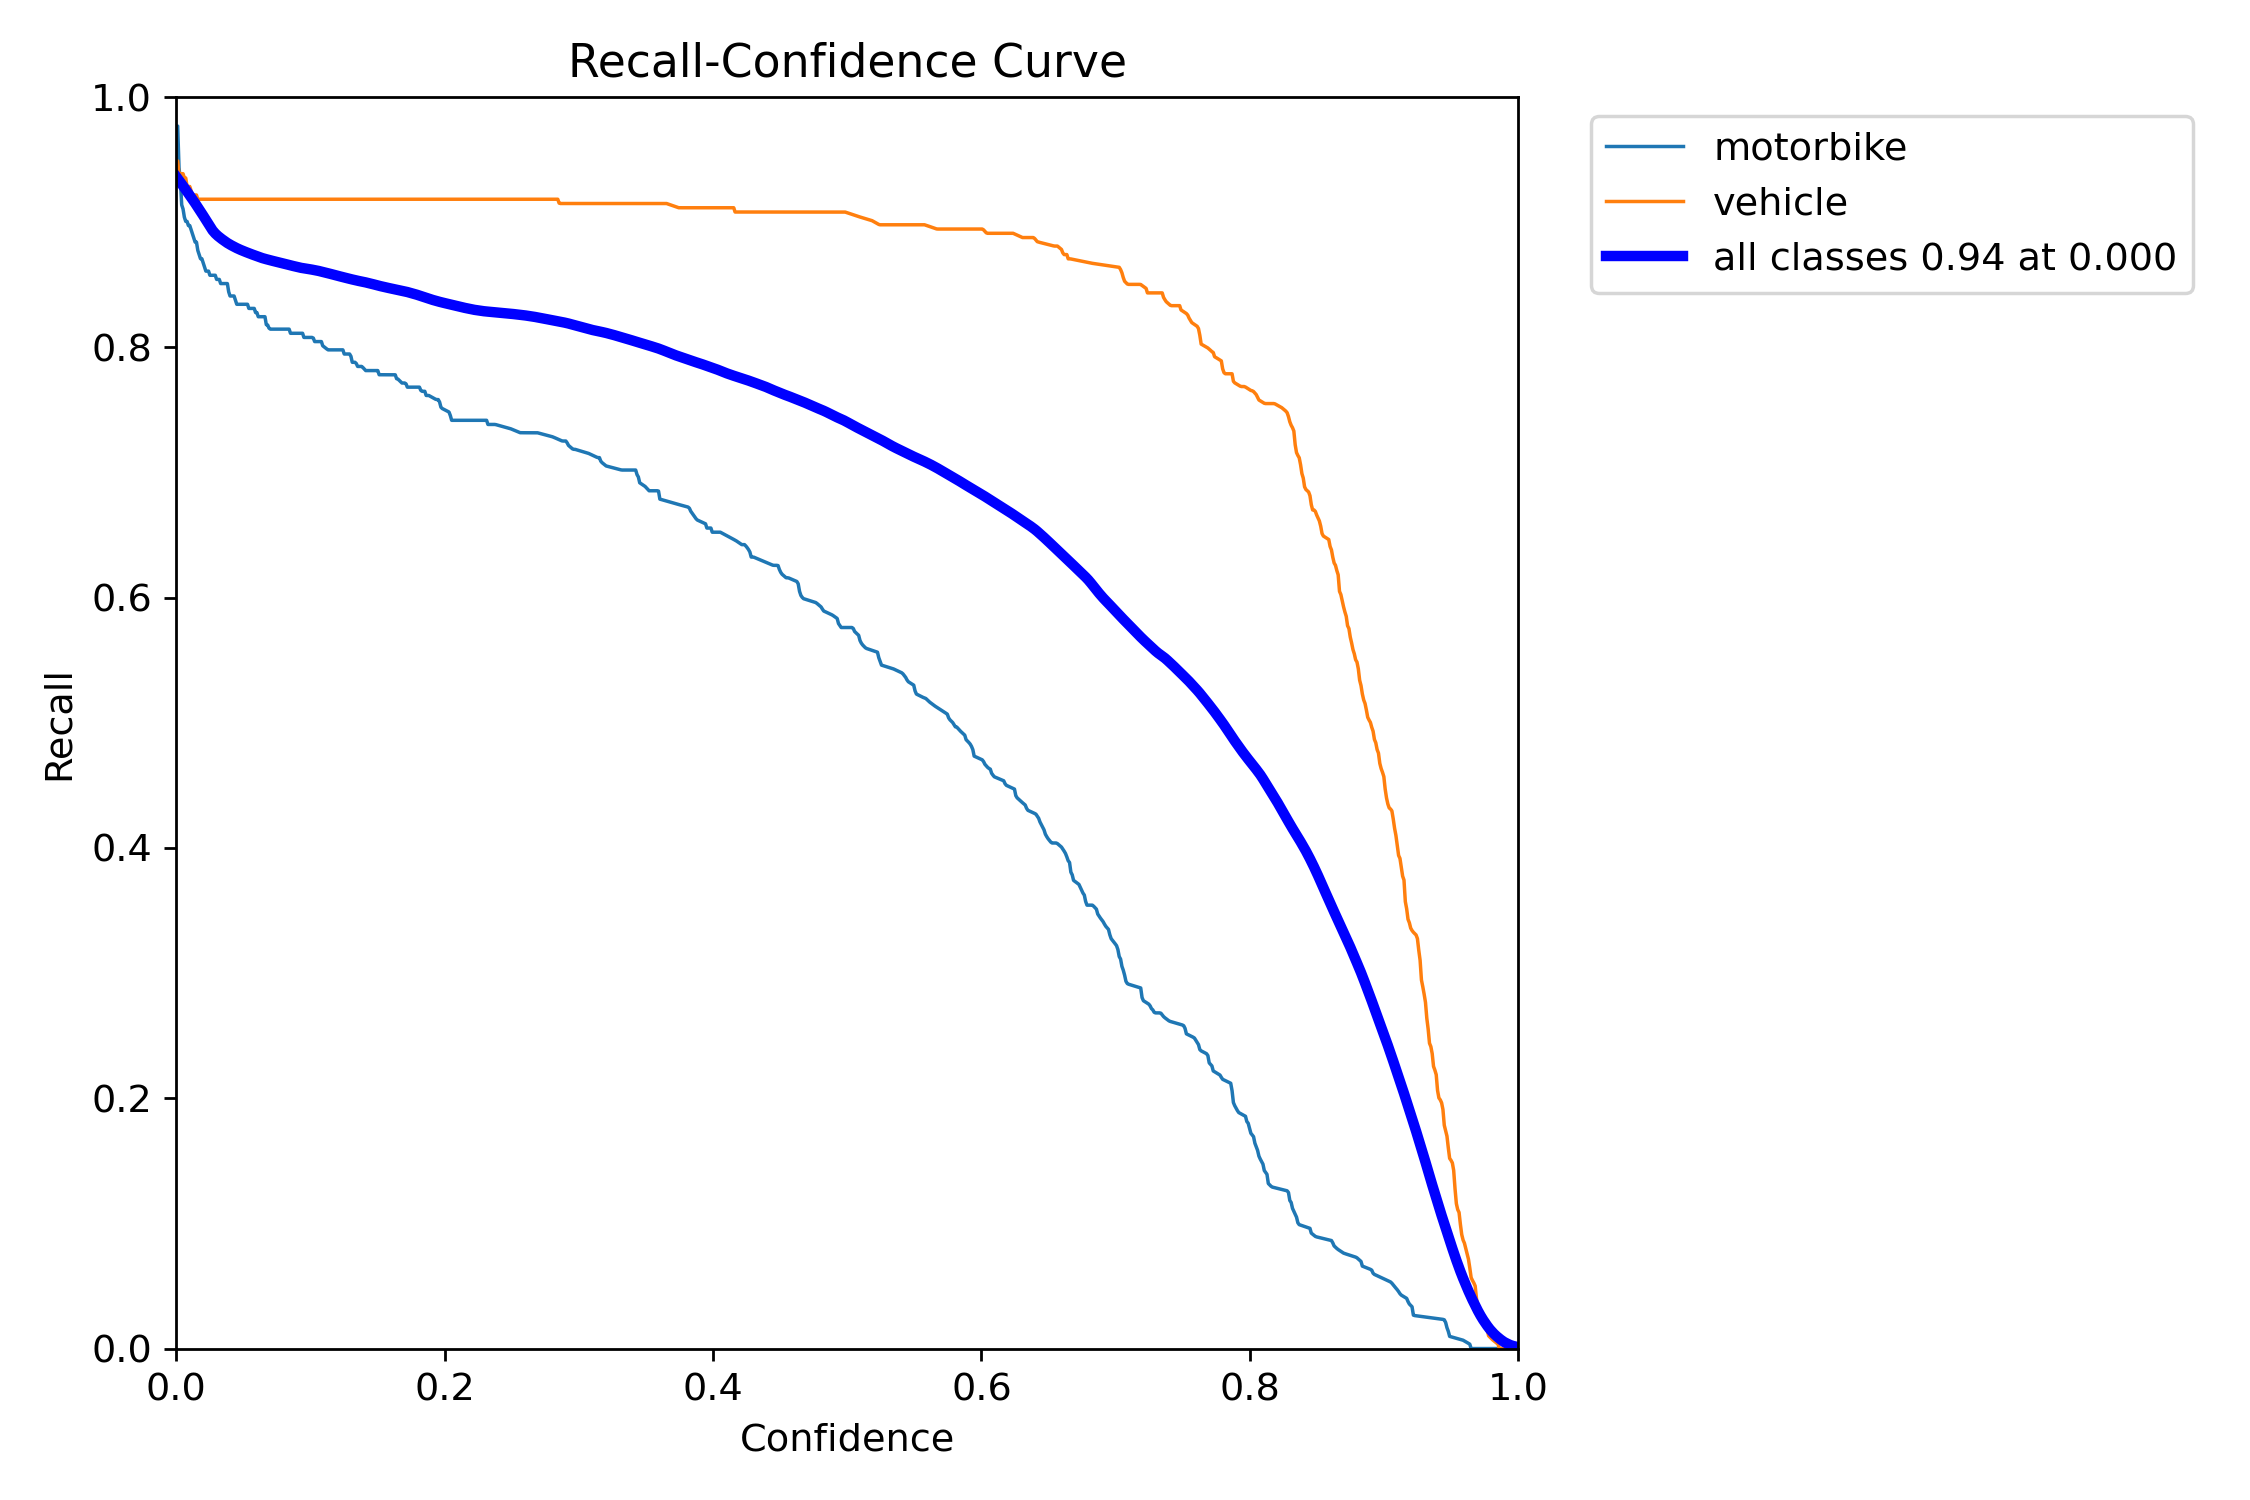 Recall-Confidence Curve
motorbike
vehicle
all classes 0.94 at 0.000
Recall
1.0
0.8
0.6
0.4
0.2
0.0
0.0 0.2 0.4 0.6 0.8 1.0
Confidence